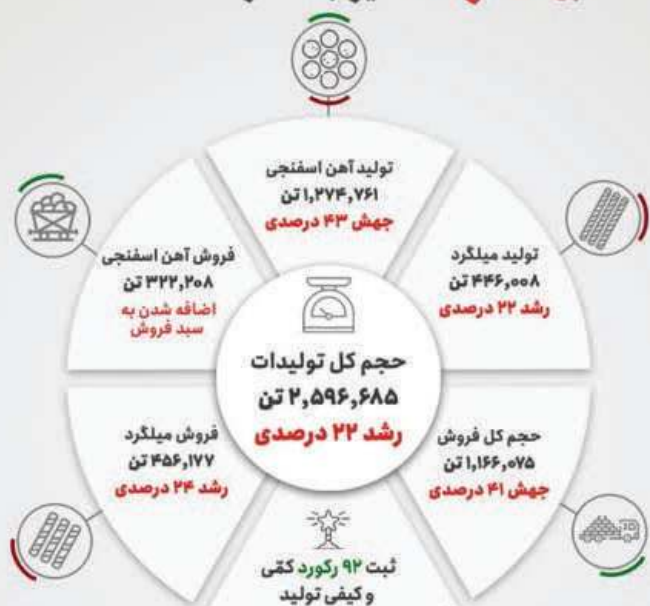 تولید آهن اسفنجی
۱,۲۷۴,۷۶۱ تن
جهش ۴۳ درصدی
تولید میلگرد
۴۴۶,۰۰۸ تن
رشد ۲۲ درصدی
فروش آهن اسفنجی
۳۲۲,۲۰۸ تن
اضافه شدن به
سبد فروش
حجم کل تولیدات
۲,۵۹۶,۶۸۵ تن
رشد ۲۲ درصدی
حجم کل فروش
۱,۱۶۶,۰۷۵ تن
جهش ۴۱ درصدی
فروش میلگرد
۴۵۶,۱۷۷ تن
رشد ۲۴ درصدی
ثبت ۹۲ رکورد کمّی
و کیفی تولید